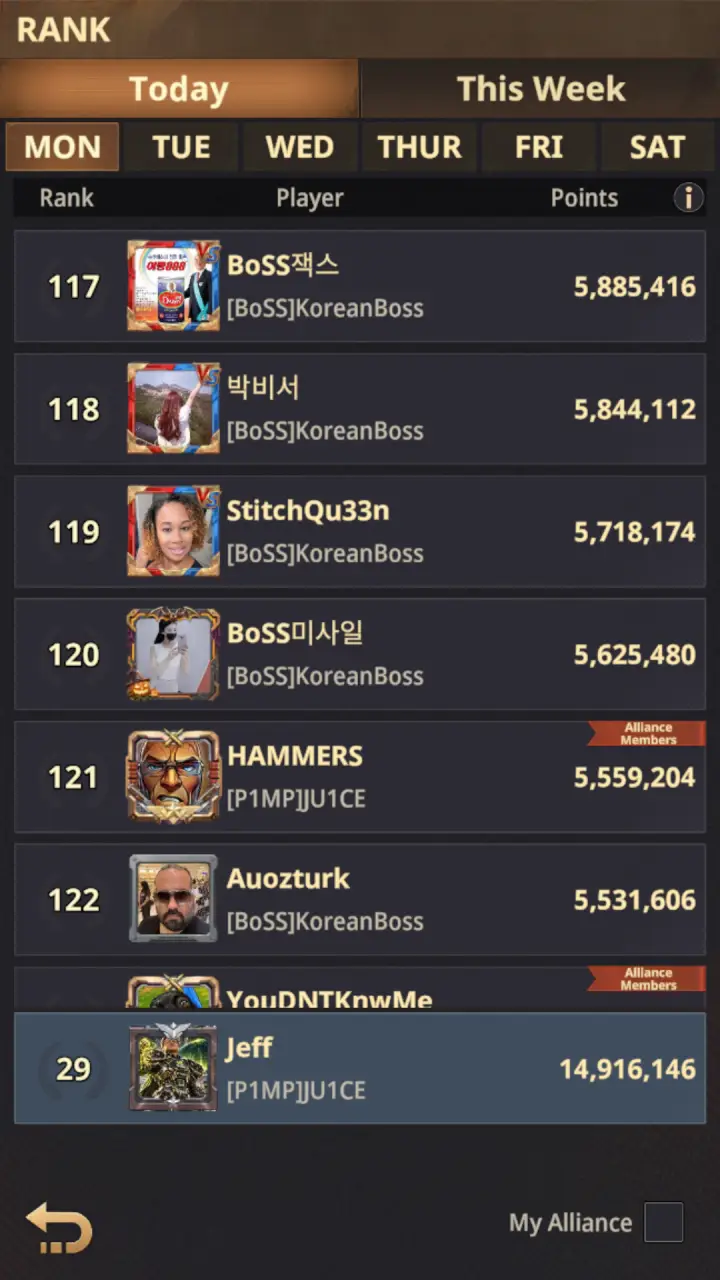 RANK
Today
This Week
MON
TUE
WED
THUR
FRI
SAT
Rank
Player
Points
117
BoSS잭스
[BoSS]KoreanBoss
5,885,416
118
박비서
[BoSS]KoreanBoss
5,844,112
119
StitchQu33n
[BoSS]KoreanBoss
5,718,174
120
BoSS미사일
[BoSS]KoreanBoss
5,625,480
Alliance
Members
121
HAMMERS
[P1MP]JU1CE
5,559,204
122
Auozturk
[BoSS]KoreanBoss
5,531,606
Alliance
Members
YouDNTKnwMe
29
Jeff
[P1MP]JU1CE
14,916,146
My Alliance